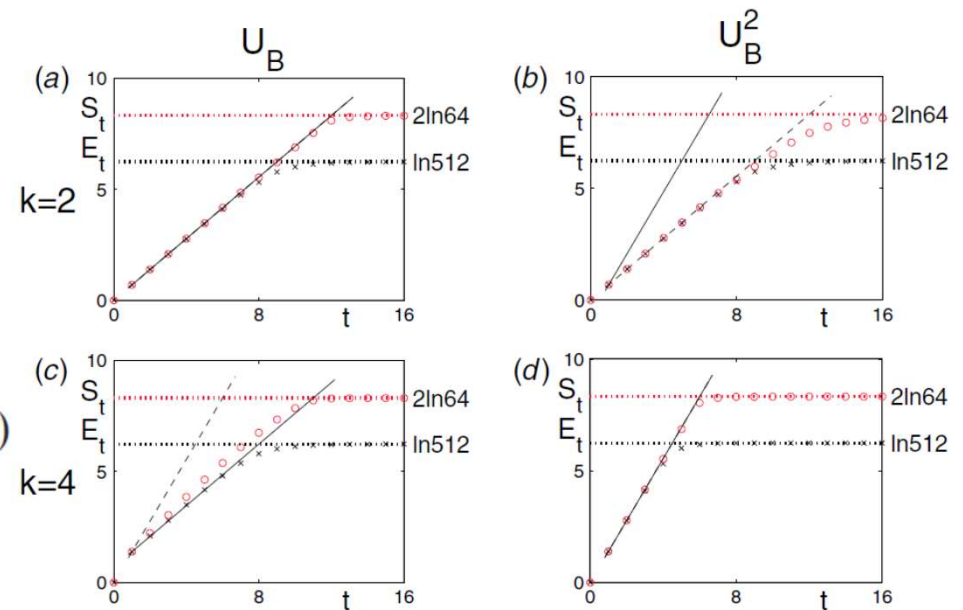 U_B
U_B^2
(a)
10
S_t
2ln64
E_t
ln512
5
k=2
0
0
8
t
16
(b)
10
S_t
2ln64
E_t
ln512
5
0
0
8
t
16
(c)
10
S_t
2ln64
)
E_t
ln512
5
k=4
0
0
8
t
16
(d)
10
S_t
2ln64
E_t
ln512
5
0
0
8
t
16